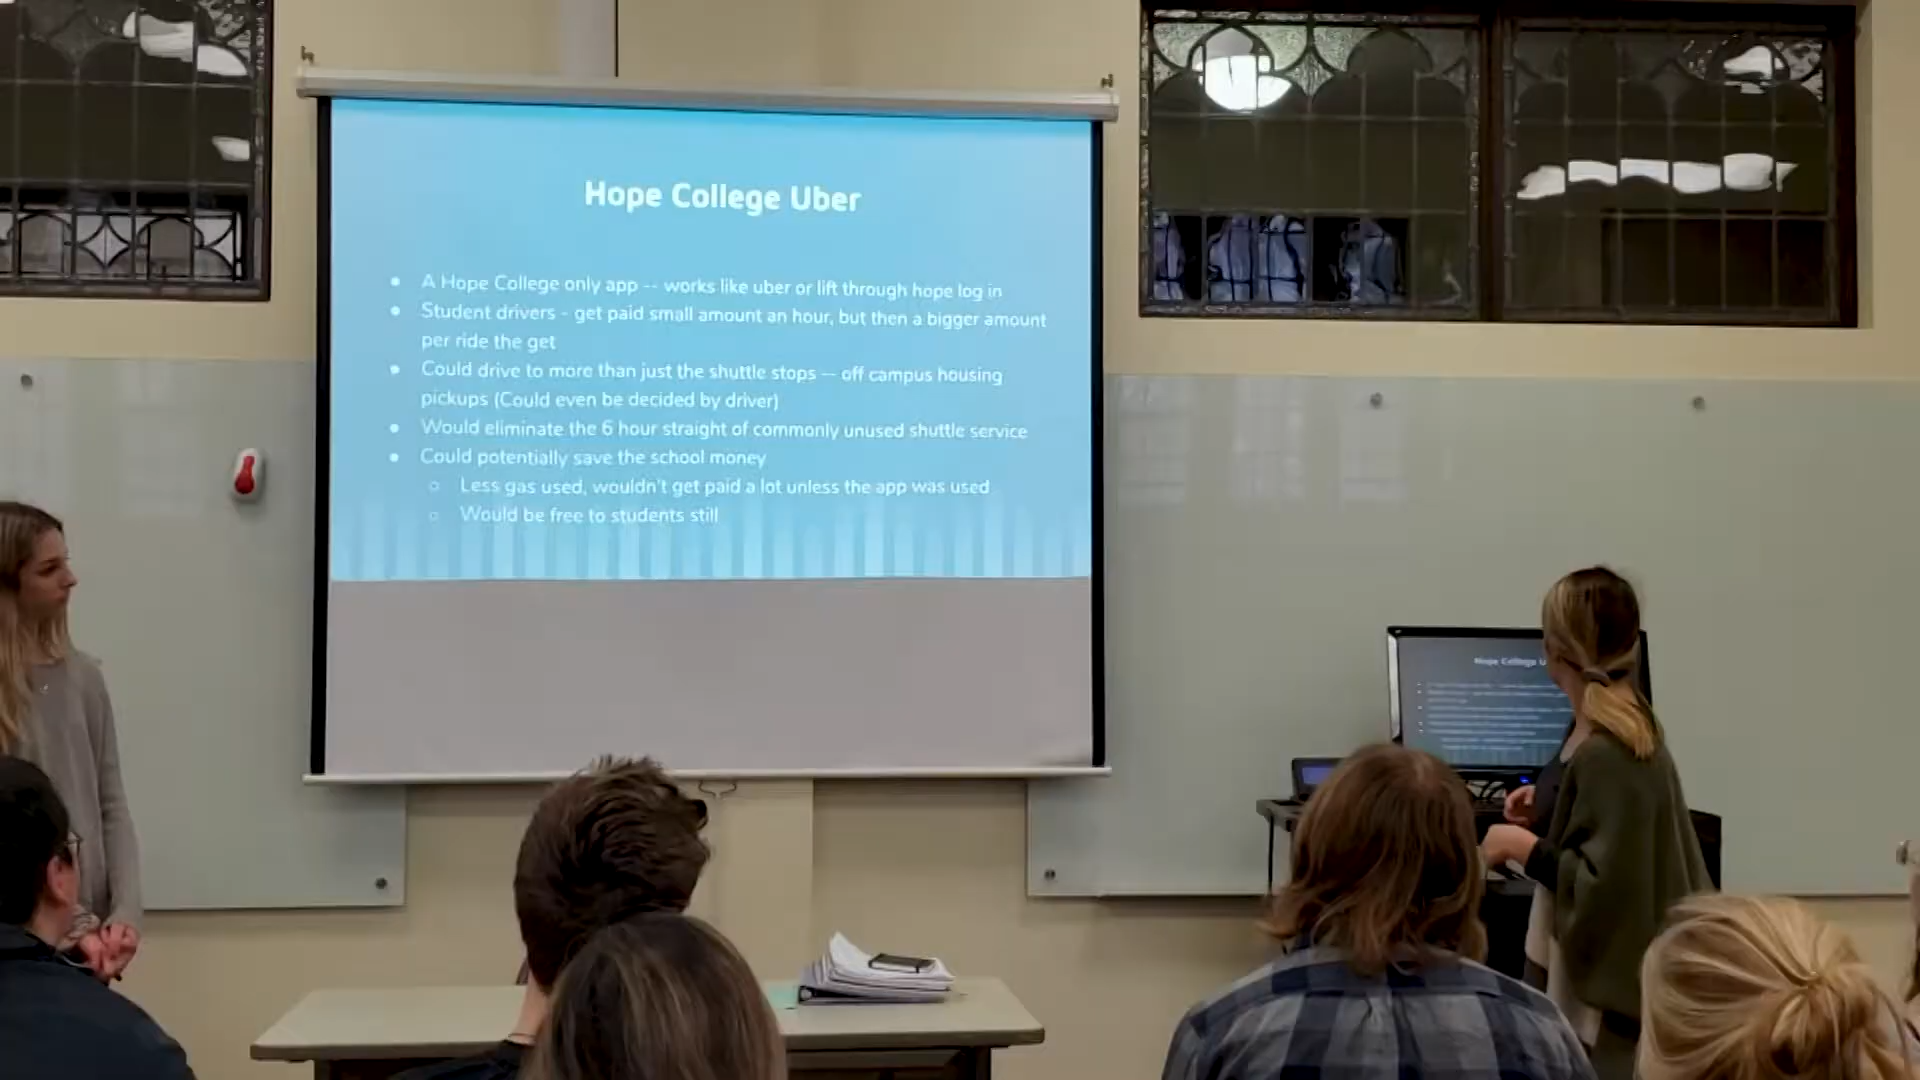 Hope College Uber
● A Hope College only app -- works like uber or lift through hope log in
● Student drivers - get paid small amount an hour, but then a bigger amount
per ride the get
● Could drive to more than just the shuttle stops -- off campus housing
pickups (Could even be decided by driver)
● Would eliminate the 6 hour straight of commonly unused shuttle service
● Could potentially save the school money
○ Less gas used, wouldn't get paid a lot unless the app was used
○ Would be free to students still
Hope College U